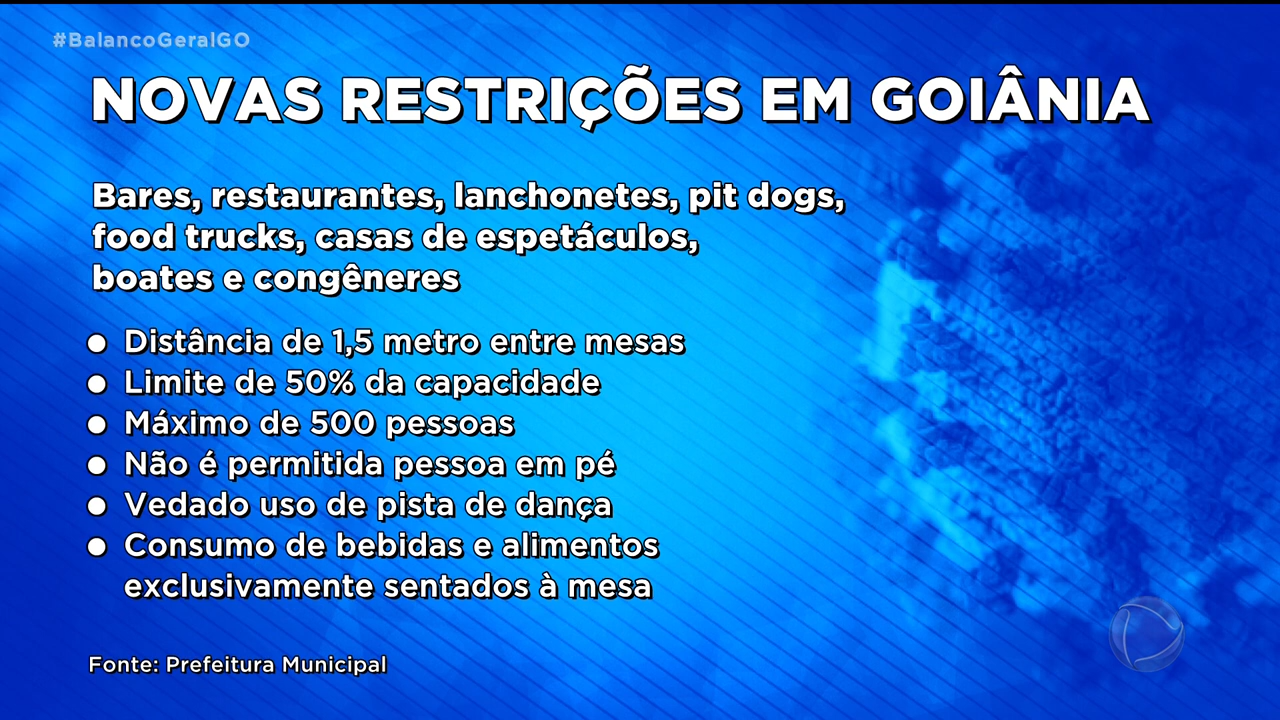 #BalancoGeralGO
NOVAS RESTRIÇÕES EM GOIÂNIA
Bares, restaurantes, lanchonetes, pit dogs,
food trucks, casas de espetáculos,
boates e congêneres
● Distância de 1,5 metro entre mesas
● Limite de 50% da capacidade
● Máximo de 500 pessoas
● Não é permitida pessoa em pé
● Vedado uso de pista de dança
● Consumo de bebidas e alimentos
exclusivamente sentados à mesa
Fonte: Prefeitura Municipal